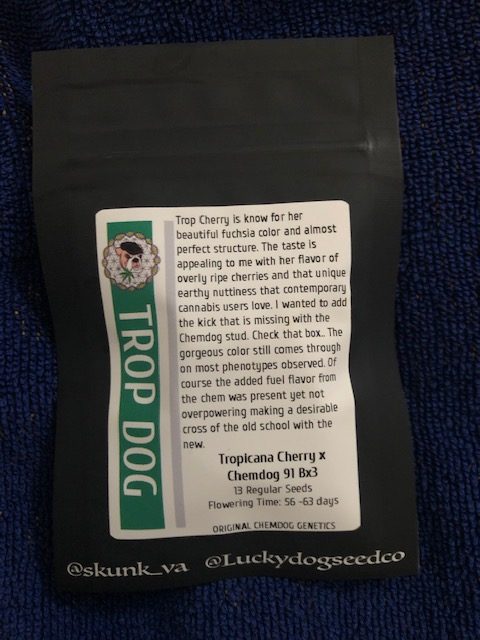 TROP DOG
Trop Cherry is know for her
beautiful fuchsia color and almost
perfect structure. The taste is
appealing to me with her flavor of
overly ripe cherries and that unique
earthy nuttiness that contemporary
cannabis users love. I wanted to add
the kick that is missing with the
Chemdog stud. Check that box.. The
gorgeous color still comes through
on most phenotypes observed. Of
course the added fuel flavor from
the chem was present yet not
overpowering making a desirable
cross of the old school with the
new.
Tropicana Cherry x
Chemdog 91 Bx3
13 Regular Seeds
Flowering Time: 56 -63 days
ORIGINAL CHEMDOG GENETICS
@skunk_va @Luckydogseedco